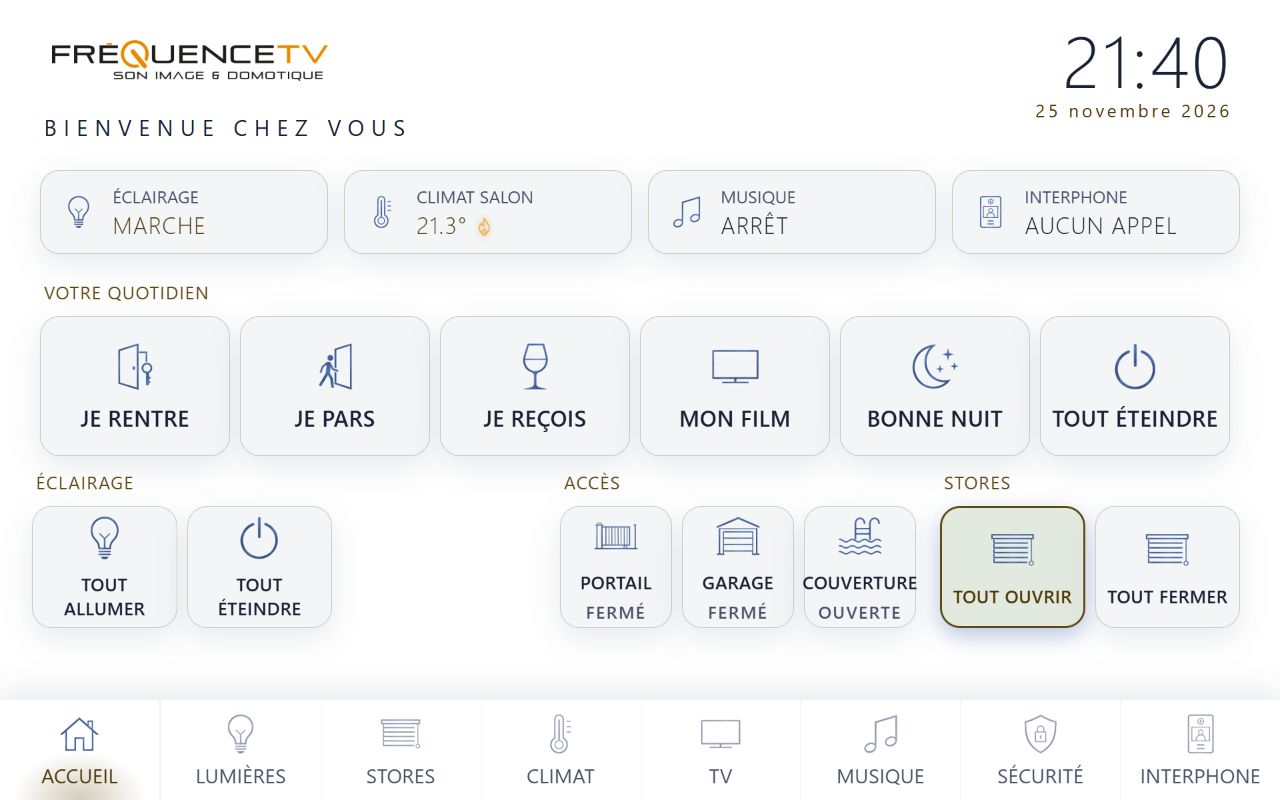 FRÉQUENCETV
SON IMAGE & DOMOTIQUE
21:40
25 novembre 2026
BIENVENUE CHEZ VOUS
ÉCLAIRAGE
MARCHE
CLIMAT SALON
21.3°
MUSIQUE
ARRÊT
INTERPHONE
AUCUN APPEL
VOTRE QUOTIDIEN
JE RENTRE
JE PARS
JE REÇOIS
MON FILM
BONNE NUIT
TOUT ÉTEINDRE
ÉCLAIRAGE
TOUT
ALLUMER
TOUT
ÉTEINDRE
ACCÈS
PORTAIL
FERMÉ
GARAGE
FERMÉ
COUVERTURE
OUVERTE
STORES
TOUT OUVRIR
TOUT FERMER
ACCUEIL
LUMIÈRES
STORES
CLIMAT
TV
MUSIQUE
SÉCURITÉ
INTERPHONE